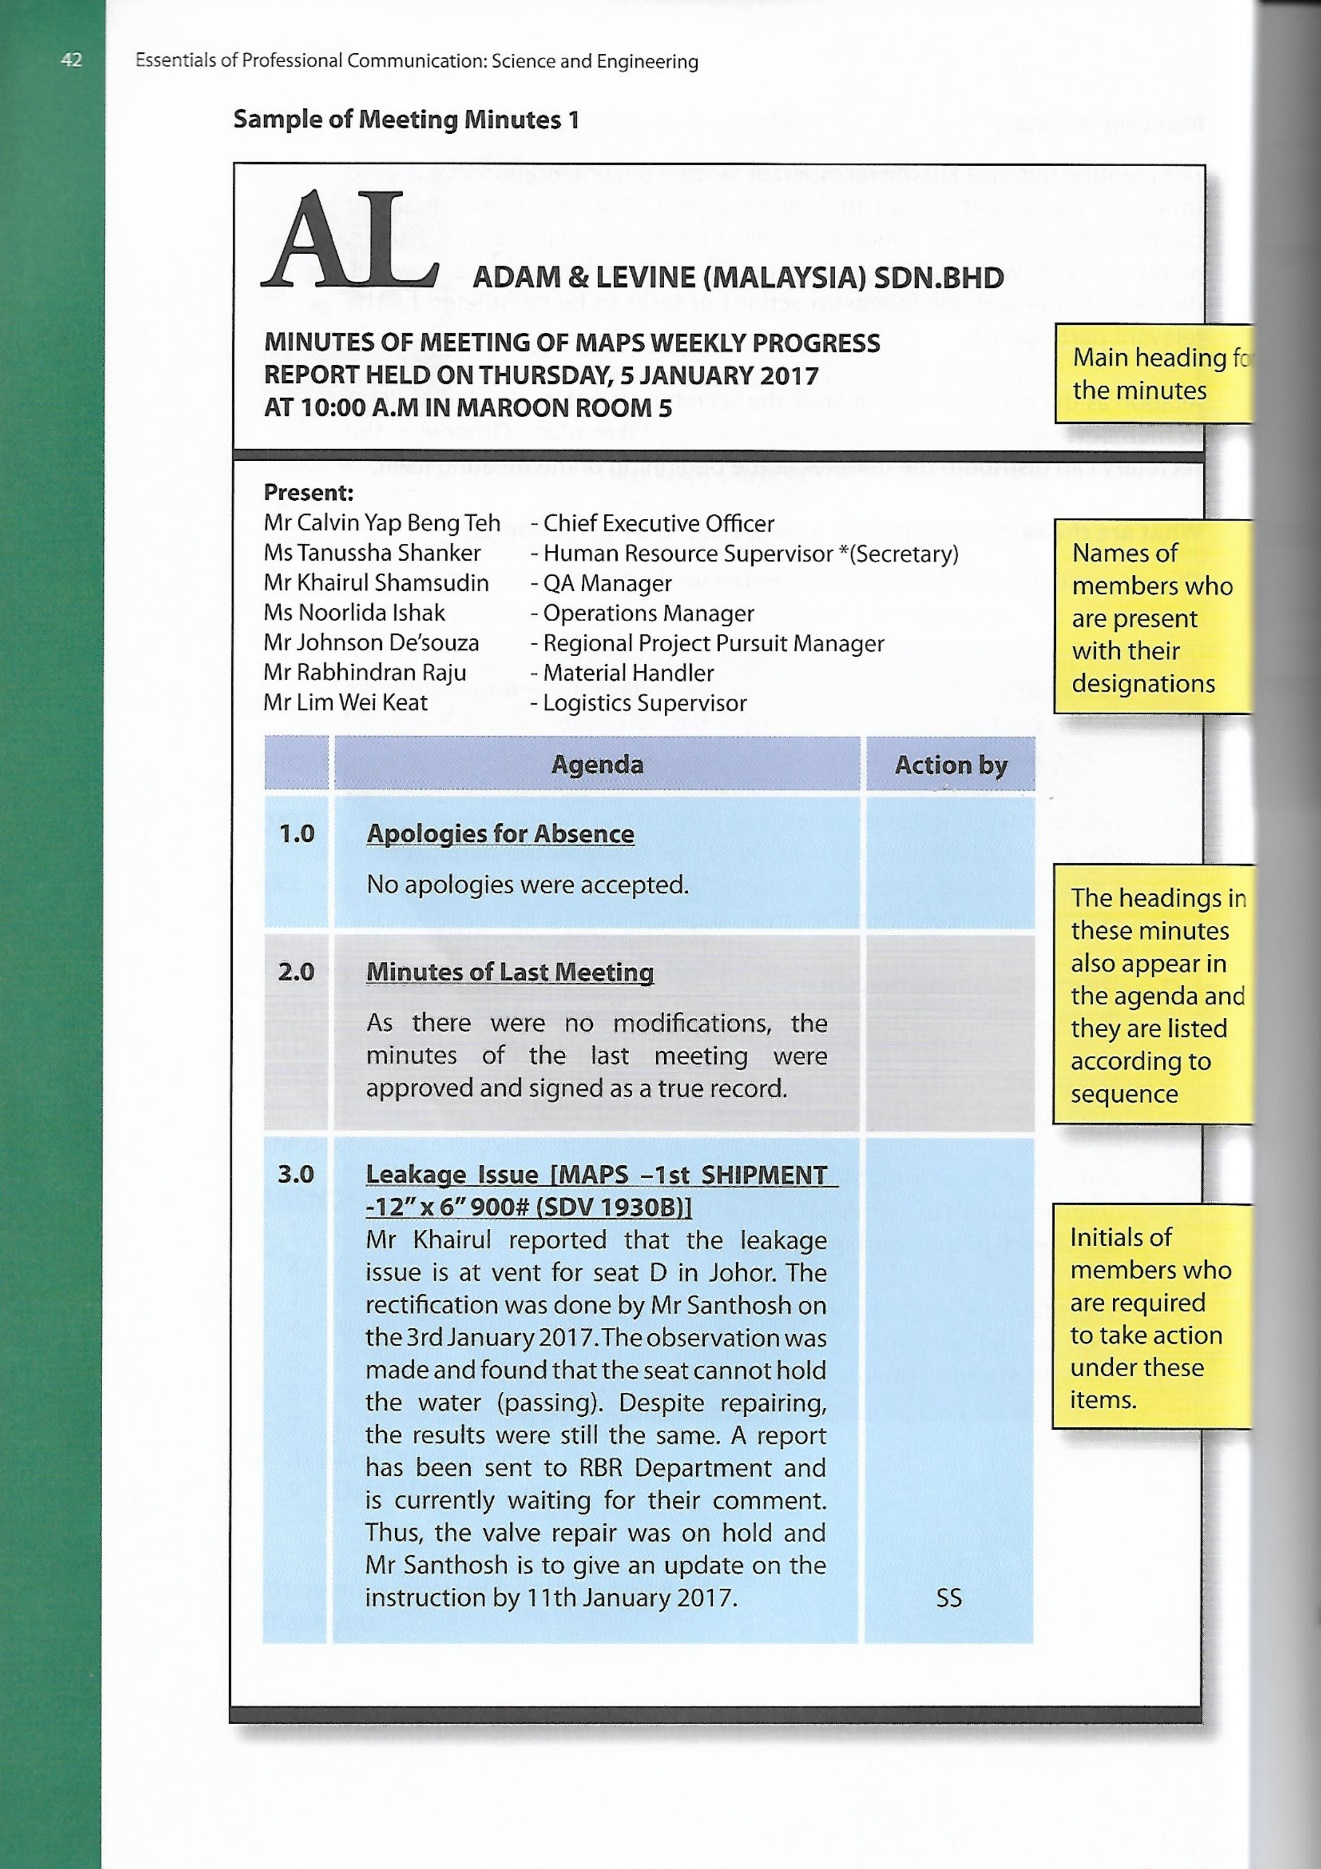 42
Essentials of Professional Communication: Science and Engineering
Sample of Meeting Minutes 1
AL
ADAM & LEVINE (MALAYSIA) SDN.BHD
MINUTES OF MEETING OF MAPS WEEKLY PROGRESS
REPORT HELD ON THURSDAY, 5 JANUARY 2017
AT 10:00 A.M IN MAROON ROOM 5
Main heading for
the minutes
Present:
Mr Calvin Yap Beng Teh - Chief Executive Officer
Ms Tanussha Shanker - Human Resource Supervisor *(Secretary)
Mr Khairul Shamsudin - QA Manager
Ms Noorlida Ishak - Operations Manager
Mr Johnson De'souza - Regional Project Pursuit Manager
Mr Rabhindran Raju - Material Handler
Mr Lim Wei Keat - Logistics Supervisor
Names of
members who
are present
with their
designations
Agenda Action by
1.0 Apologies for Absence
No apologies were accepted.
2.0 Minutes of Last Meeting
As there were no modifications, the
minutes of the last meeting were
approved and signed as a true record.
The headings in
these minutes
also appear in
the agenda and
they are listed
according to
sequence
3.0 Leakage Issue [MAPS –1st SHIPMENT
-12” x 6” 900# (SDV 1930B)]
Mr Khairul reported that the leakage
issue is at vent for seat D in Johor. The
rectification was done by Mr Santhosh on
the 3rd January 2017. The observation was
made and found that the seat cannot hold
the water (passing). Despite repairing,
the results were still the same. A report
has been sent to RBR Department and
is currently waiting for their comment.
Thus, the valve repair was on hold and
Mr Santhosh is to give an update on the
instruction by 11th January 2017. SS
Initials of
members who
are required
to take action
under these
items.